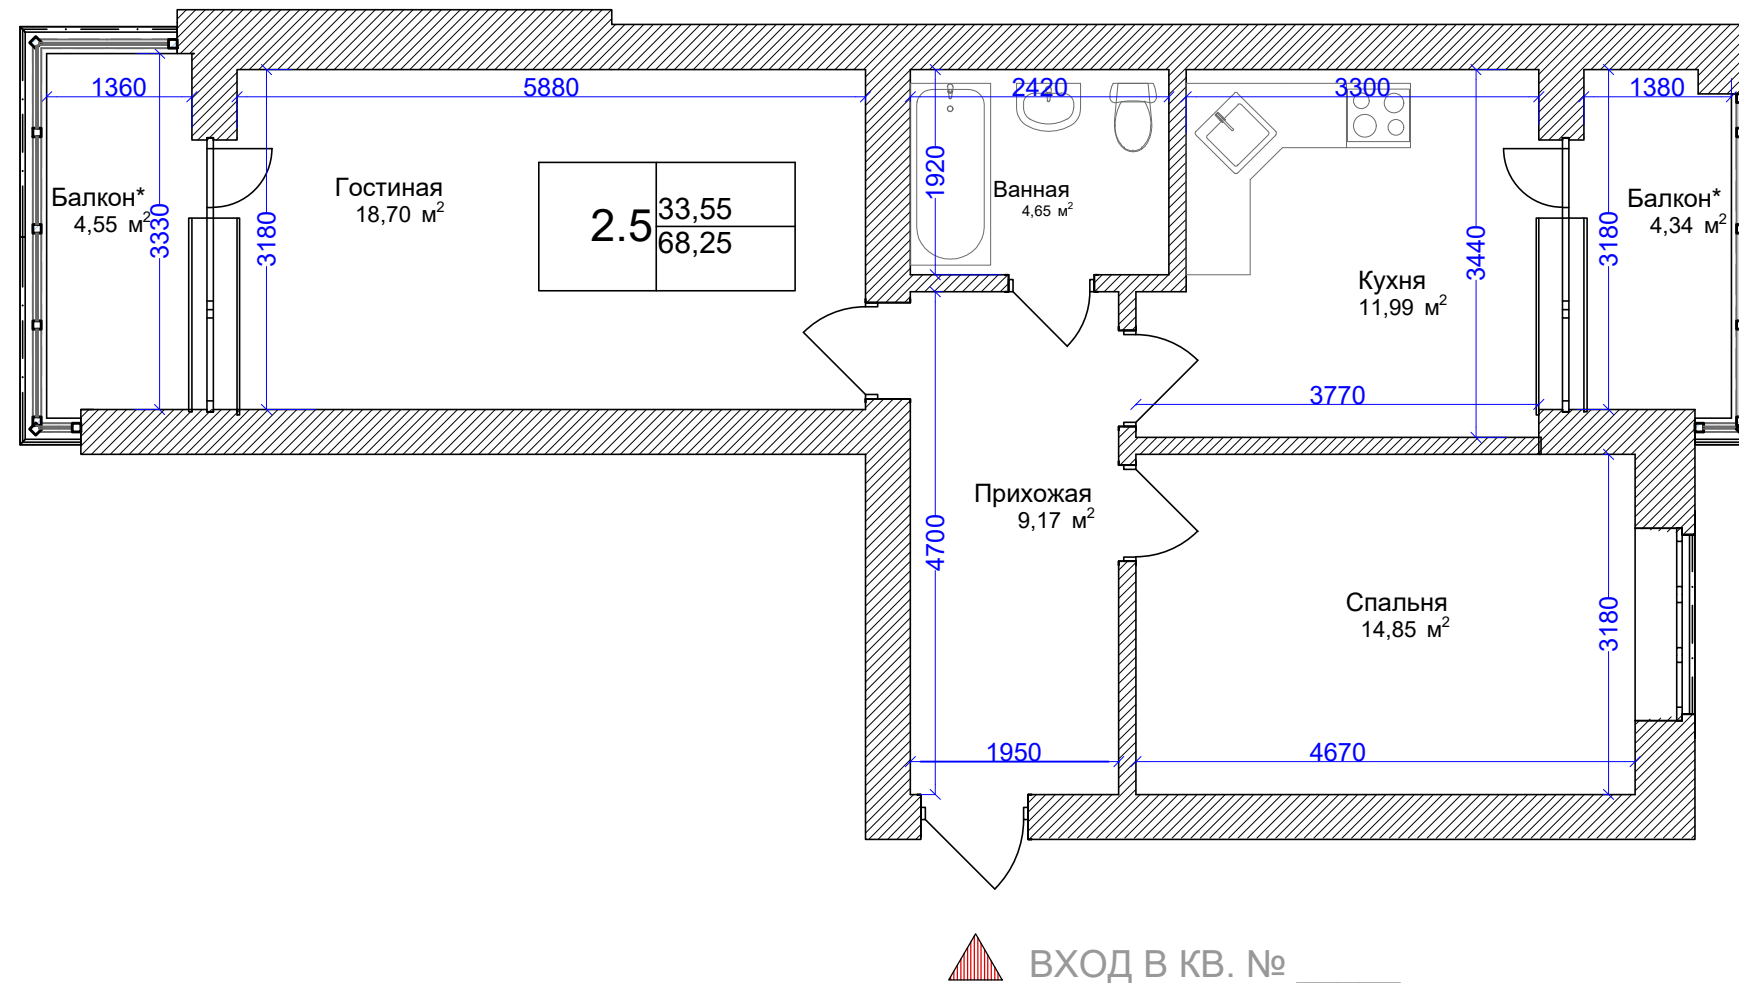 1360
5880
2420
3300
1380
Балкон*
4,55 м²
3330
3180
Гостиная
18,70 м²
2.5
33,55
68,25
1920
Ванная
4,65 м²
3440
Кухня
11,99 м²
3180
Балкон*
4,34 м²
3770
Прихожая
9,17 м²
4700
Спальня
14,85 м²
3180
1950
4670
ВХОД В КВ. № _____